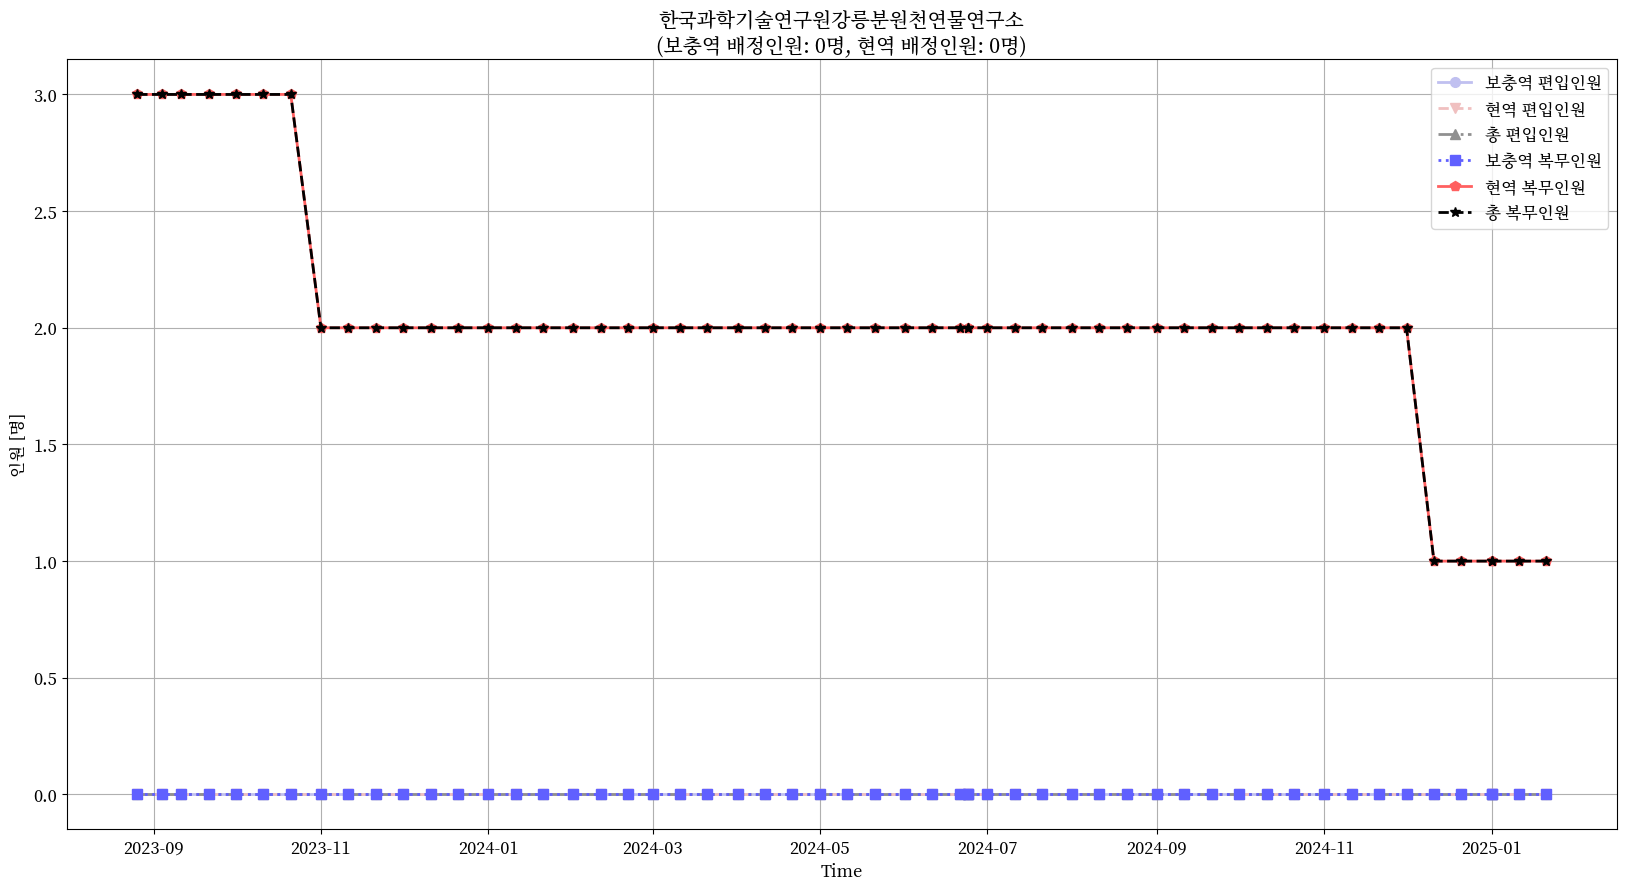 한국과학기술연구원강릉분원천연물연구소
(보충역 배정인원: 0명, 현역 배정인원: 0명)
보충역 편입인원
현역 편입인원
총 편입인원
보충역 복무인원
현역 복무인원
총 복무인원
인원 [명]
3.0
2.5
2.0
1.5
1.0
0.5
0.0
2023-09
2023-11
2024-01
2024-03
2024-05
2024-07
2024-09
2024-11
2025-01
Time